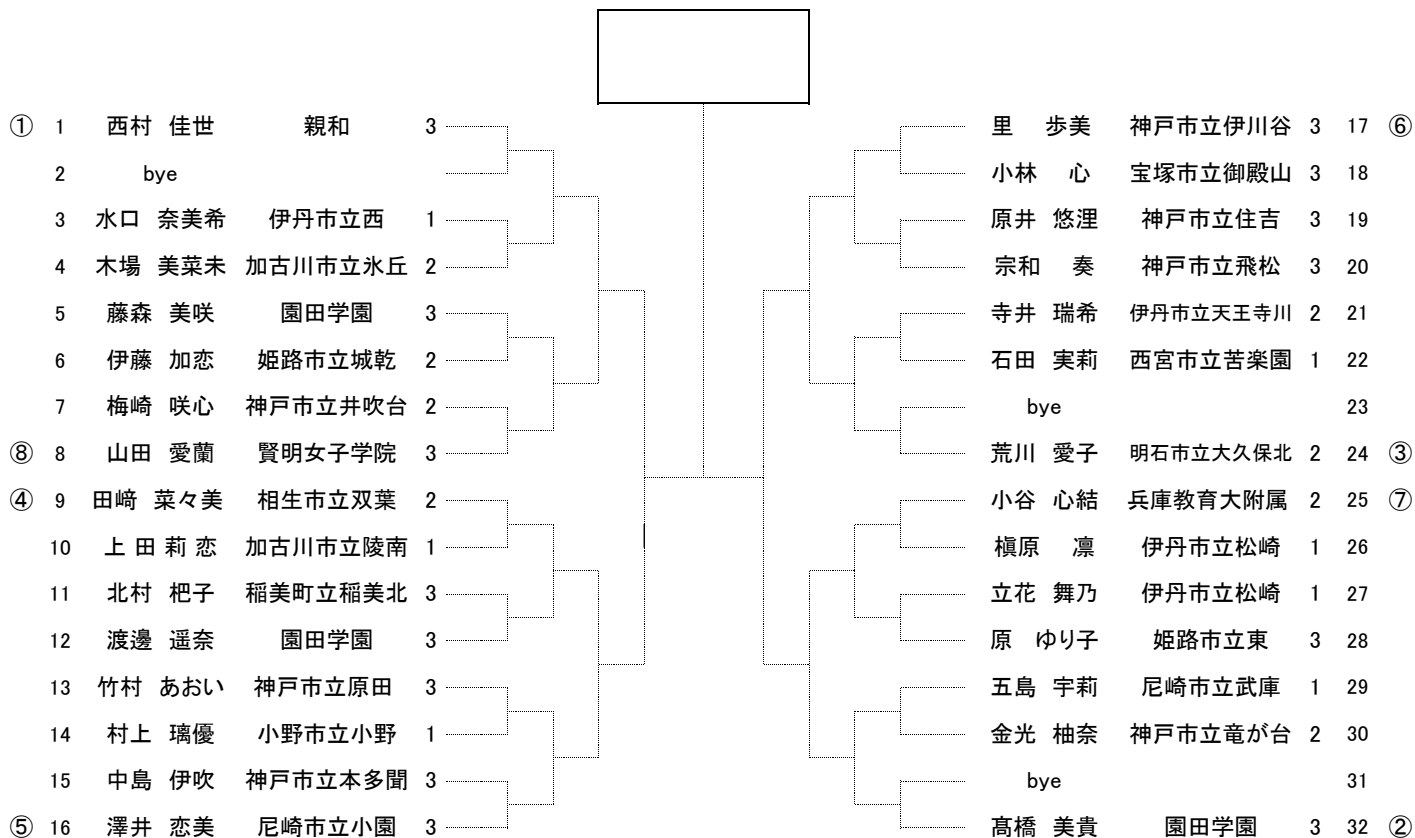 ① 1 西村 佳世 親和 3 里 歩美 神戸市立伊川谷 3 17 ⑥
2 bye 小林 心 宝塚市立御殿山 3 18
3 水口 奈美希 伊丹市立西 1 原井 悠浬 神戸市立住吉 3 19
4 木場 美菜未 加古川市立氷丘 2 宗和 奏 神戸市立飛松 3 20
5 藤森 美咲 園田学園 3 寺井 瑞希 伊丹市立天王寺川 2 21
6 伊藤 加恋 姫路市立城乾 2 石田 実莉 西宮市立苦楽園 1 22
7 梅崎 咲心 神戸市立井吹台 2 bye 23
⑧ 8 山田 愛蘭 賢明女子学院 3 荒川 愛子 明石市立大久保北 2 24 ③
④ 9 田﨑 菜々美 相生市立双葉 2 小谷 心結 兵庫教育大附属 2 25 ⑦
10 上田莉恋 加古川市立陵南 1 槇原 凛 伊丹市立松崎 1 26
11 北村 杷子 稲美町立稲美北 3 立花 舞乃 伊丹市立松崎 1 27
12 渡邊 遥奈 園田学園 3 原 ゆり子 姫路市立東 3 28
13 竹村 あおい 神戸市立原田 3 五島 宇莉 尼崎市立武庫 1 29
14 村上 璃優 小野市立小野 1 金光 柚奈 神戸市立竜が台 2 30
15 中島 伊吹 神戸市立本多聞 3 bye 31
⑤ 16 澤井 恋美 尼崎市立小園 3 髙橋 美貴 園田学園 3 32 ②